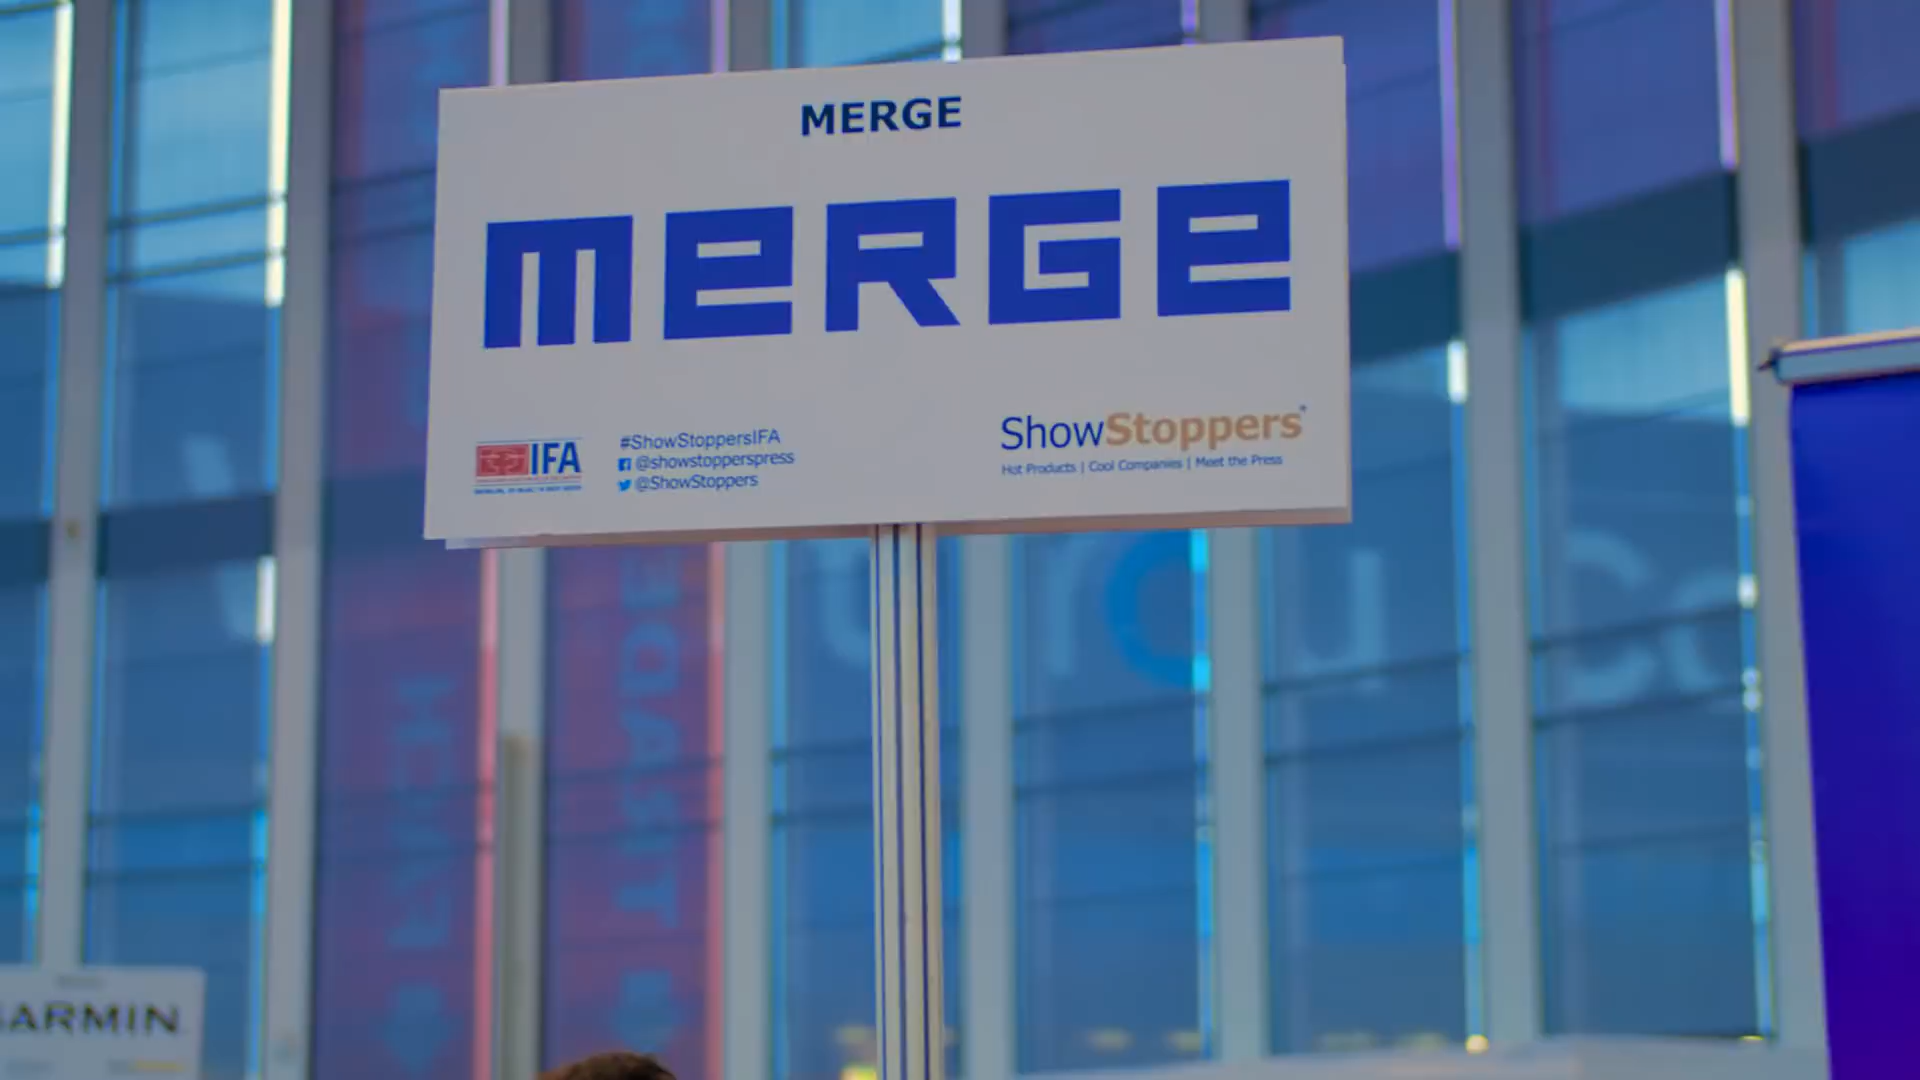 MERGE
MERGE
IFA
#ShowStoppersIFA
@showstopperspress
@ShowStoppers
ShowStoppers
Hot Products | Cool Companies | Meet the Press
GARMIN